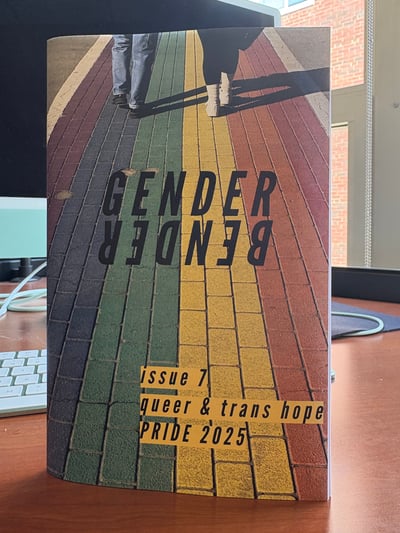 GENDER
BENDER
issue 7
queer & trans hope
PRIDE 2025